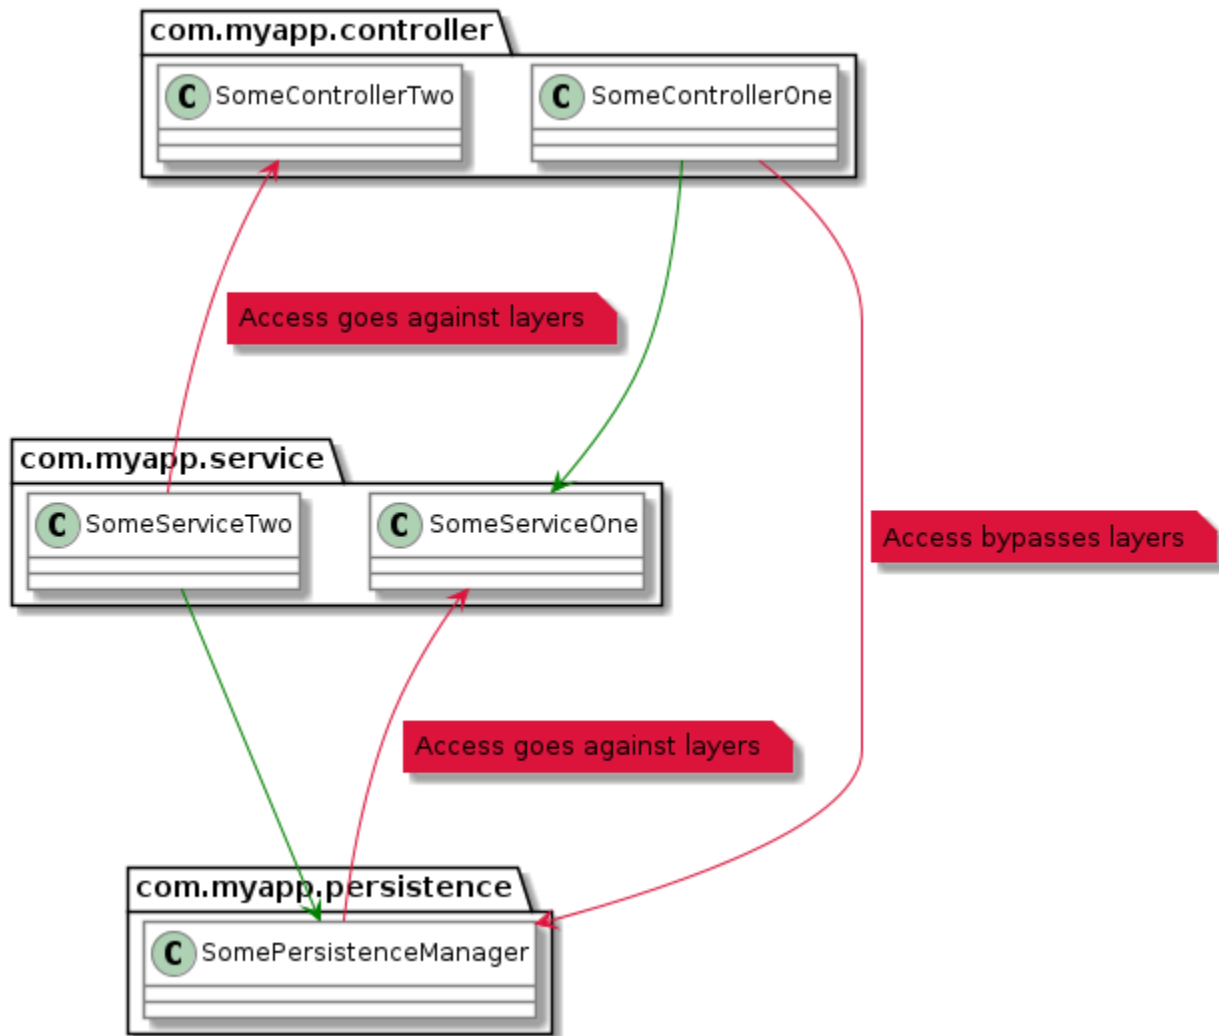 com.myapp.controller
C SomeControllerTwo
C SomeControllerOne
Access goes against layers
com.myapp.service
C SomeServiceTwo
C SomeServiceOne
Access bypasses layers
Access goes against layers
com.myapp.persistence
C SomePersistenceManager